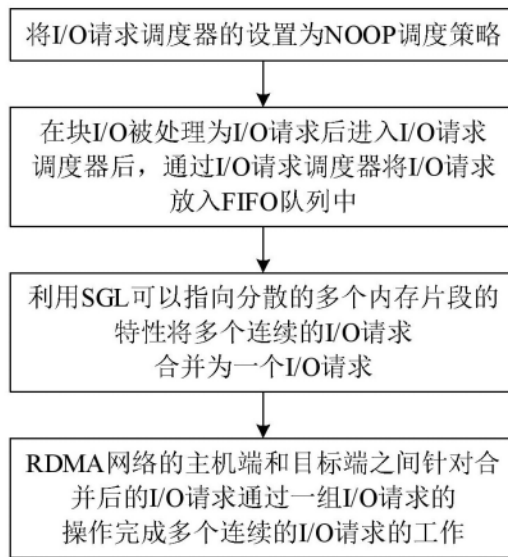 将I/O请求调度器的设置为NOOP调度策略
在块I/O被处理为I/O请求后进入I/O请求
调度器后，通过I/O请求调度器将I/O请求
放入FIFO队列中
利用SGL可以指向分散的多个内存片段的
特性将多个连续的I/O请求
合并为一个I/O请求
RDMA网络的主机端和目标端之间针对合
并后的I/O请求通过一组I/O请求的
操作完成多个连续的I/O请求的工作